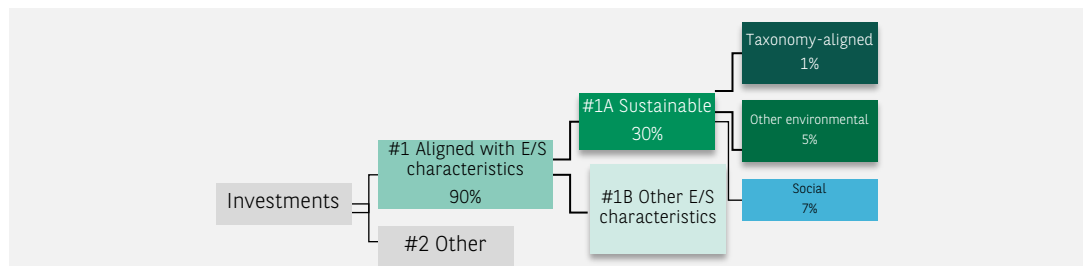 Investments
#1 Aligned with E/S
characteristics
90%
#2 Other
#1A Sustainable
30%
#1B Other E/S
characteristics
Taxonomy-aligned
1%
Other environmental
5%
Social
7%